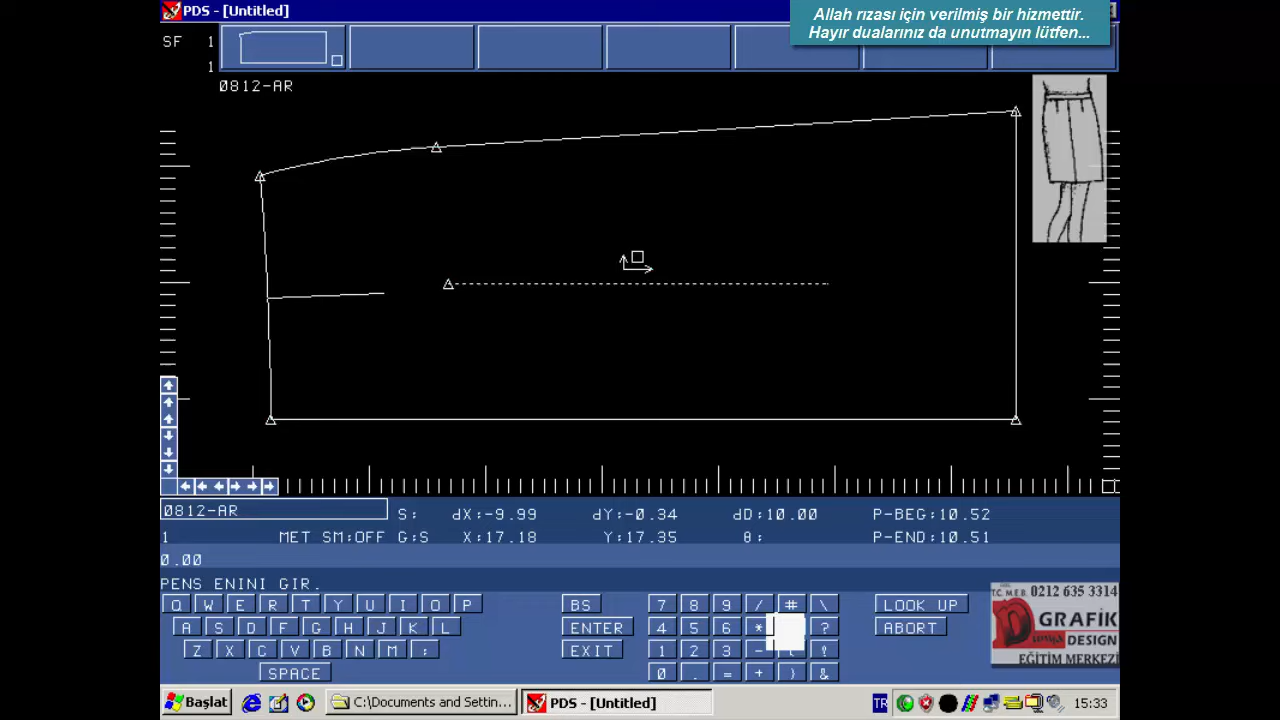 PDS - [Untitled]
Allah rızası için verilmiş bir hizmettir.
Hayır dualarınız da unutmayın lütfen...
SF 1
1
0812-AR
0812-AR S: dX:-9.99 dY:-0.34 dD:10.00 P-BEG:10.52
1 MET SM:OFF G:S X:17.18 Y:17.35 θ: P-END:10.51
0.00
PENS ENINI GIR.
Q W E R T Y U I O P BS 7 8 9 / # \ LOOK UP
A S D F G H J K L ENTER 4 5 6 * ? ABORT
Z X C V B N M : EXIT 1 2 3 - ( !
SPACE 0 . = + ) &
T.C. M.E.B. 0212 635 3314
GRAFİK
DESIGN
EĞİTİM MERKEZİ
Başlat C:\Documents and Settin... PDS - [Untitled] TR 15:33